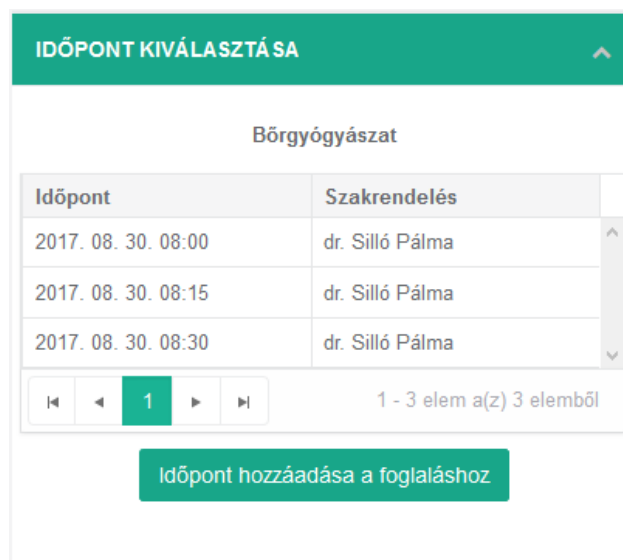 IDŐPONT KIVÁLASZTÁSA
Bőrgyógyászat
Időpont Szakrendelés
2017. 08. 30. 08:00 dr. Silló Pálma
2017. 08. 30. 08:15 dr. Silló Pálma
2017. 08. 30. 08:30 dr. Silló Pálma
1 1 - 3 elem a(z) 3 elemből
Időpont hozzáadása a foglaláshoz